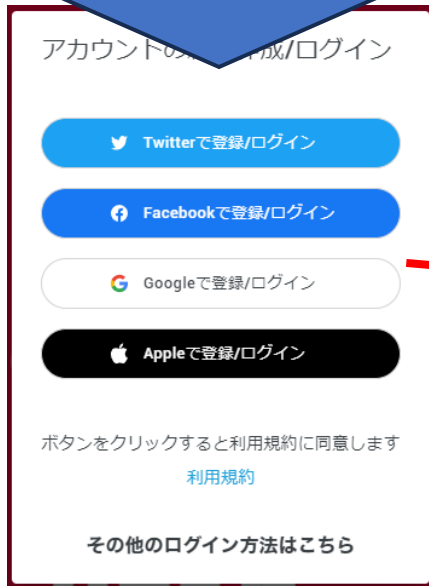 アカウントの 作成/ログイン
Twitterで登録/ログイン
Facebookで登録/ログイン
Googleで登録/ログイン
Appleで登録/ログイン
ボタンをクリックすると利用規約に同意します
利用規約
その他のログイン方法はこちら